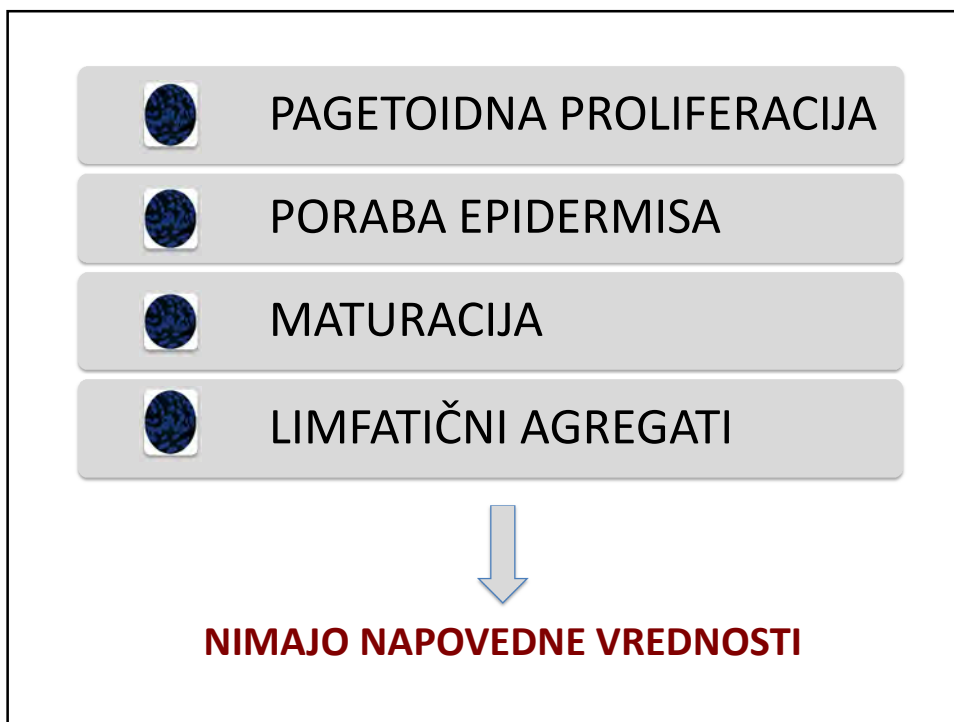 PAGETOIDNA PROLIFERACIJA
PORABA EPIDERMISA
MATURACIJA
LIMFATIČNI AGREGATI
NIMAJO NAPOVEDNE VREDNOSTI